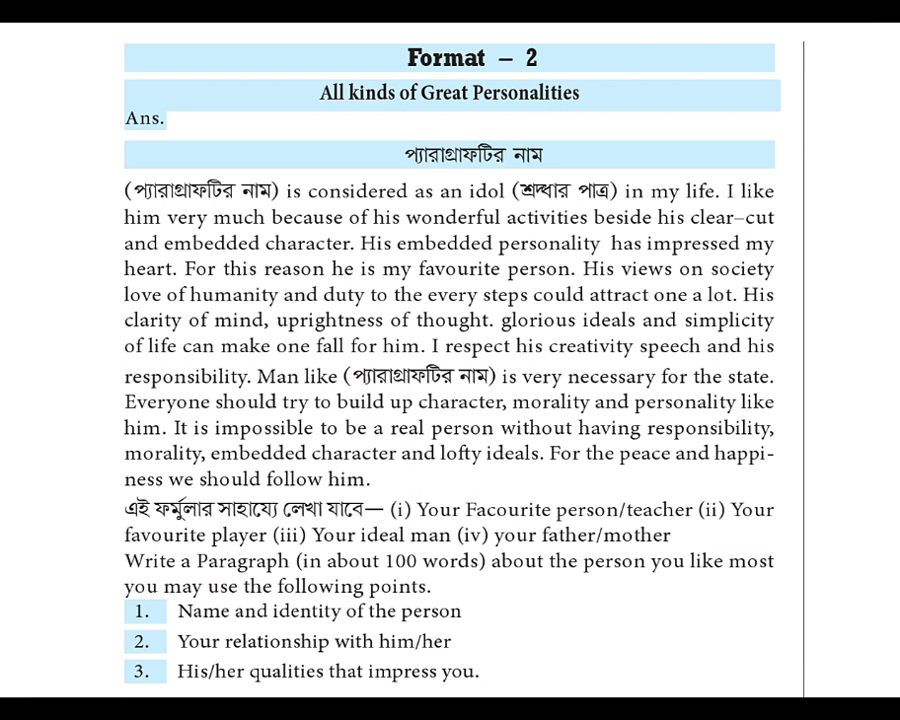 Format – 2
All kinds of Great Personalities
Ans.
প্যারাগ্রাফটির নাম
(প্যারাগ্রাফটির নাম) is considered as an idol (শ্রদ্ধার পাত্র) in my life. I like
him very much because of his wonderful activities beside his clear–cut
and embedded character. His embedded personality has impressed my
heart. For this reason he is my favourite person. His views on society
love of humanity and duty to the every steps could attract one a lot. His
clarity of mind, uprightness of thought. glorious ideals and simplicity
of life can make one fall for him. I respect his creativity speech and his
responsibility. Man like (প্যারাগ্রাফটির নাম) is very necessary for the state.
Everyone should try to build up character, morality and personality like
him. It is impossible to be a real person without having responsibility,
morality, embedded character and lofty ideals. For the peace and happi-
ness we should follow him.
এই ফর্মুলার সাহায্যে লেখা যাবে— (i) Your Facourite person/teacher (ii) Your
favourite player (iii) Your ideal man (iv) your father/mother
Write a Paragraph (in about 100 words) about the person you like most
you may use the following points.
1. Name and identity of the person
2. Your relationship with him/her
3. His/her qualities that impress you.